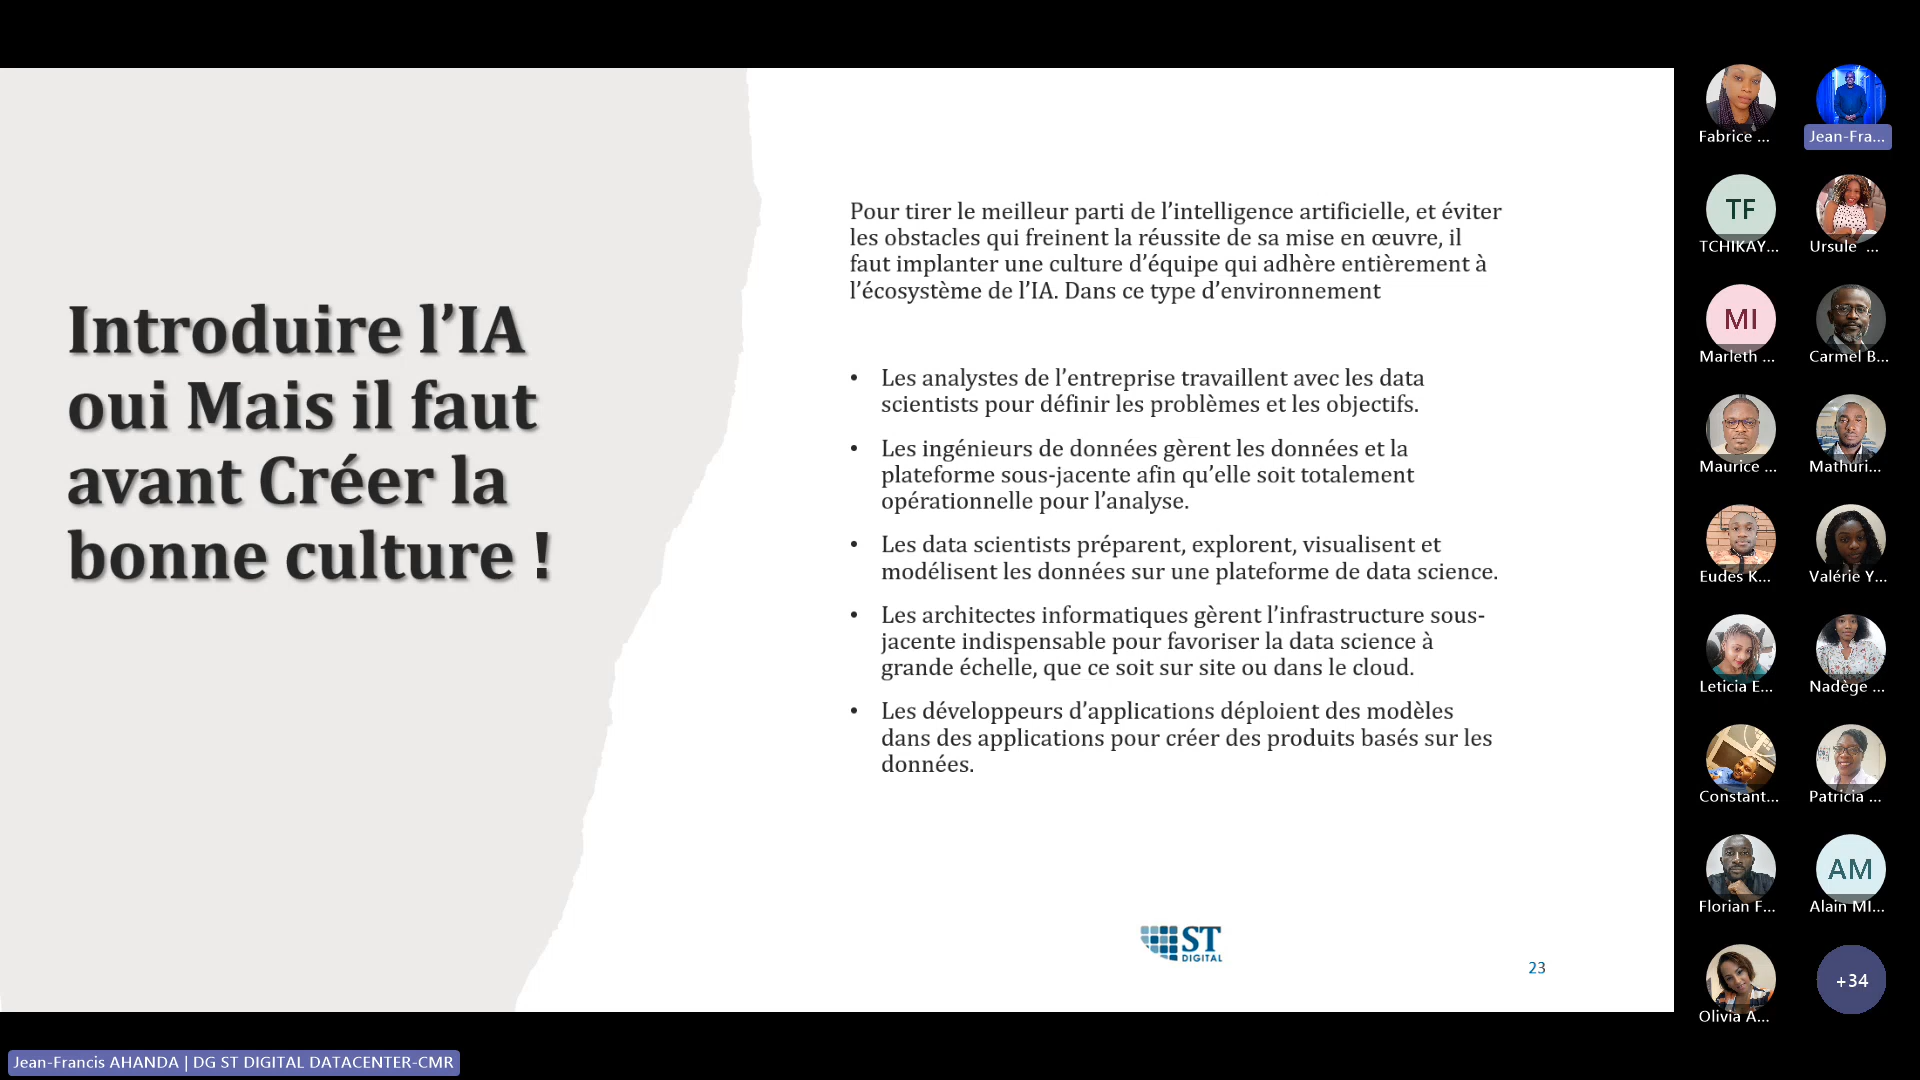 Introduire l’IA
oui Mais il faut
avant Créer la
bonne culture !
Pour tirer le meilleur parti de l’intelligence artificielle, et éviter
les obstacles qui freinent la réussite de sa mise en œuvre, il
faut implanter une culture d’équipe qui adhère entièrement à
l’écosystème de l’IA. Dans ce type d’environnement
• Les analystes de l’entreprise travaillent avec les data
scientists pour définir les problèmes et les objectifs.
• Les ingénieurs de données gèrent les données et la
plateforme sous-jacente afin qu’elle soit totalement
opérationnelle pour l’analyse.
• Les data scientists préparent, explorent, visualisent et
modélisent les données sur une plateforme de data science.
• Les architectes informatiques gèrent l’infrastructure sous-
jacente indispensable pour favoriser la data science à
grande échelle, que ce soit sur site ou dans le cloud.
• Les développeurs d’applications déploient des modèles
dans des applications pour créer des produits basés sur les
données.
ST
DIGITAL
23
Fabrice ...
Jean-Fra...
TF
TCHIKAY...
Ursule ...
MI
Marleth ...
Carmel B...
Maurice ...
Mathuri...
Eudes K...
Valérie Y...
Leticia E...
Nadège ...
Constant...
Patricia ...
Florian F...
AM
Alain MI...
Olivia A...
+34
Jean-Francis AHANDA | DG ST DIGITAL DATACENTER-CMR